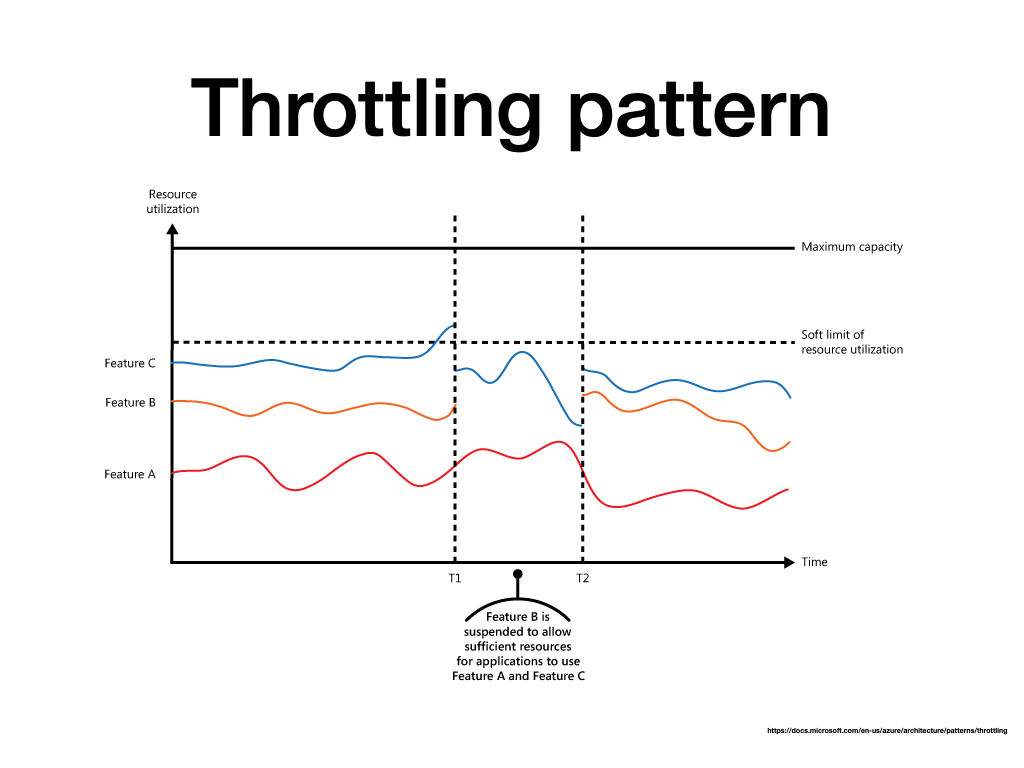 Throttling pattern
Resource
utilization
Maximum capacity
Soft limit of
resource utilization
Feature C
Feature B
Feature A
Time
T1
T2
Feature B is
suspended to allow
sufficient resources
for applications to use
Feature A and Feature C
https://docs.microsoft.com/en-us/azure/architecture/patterns/throttling